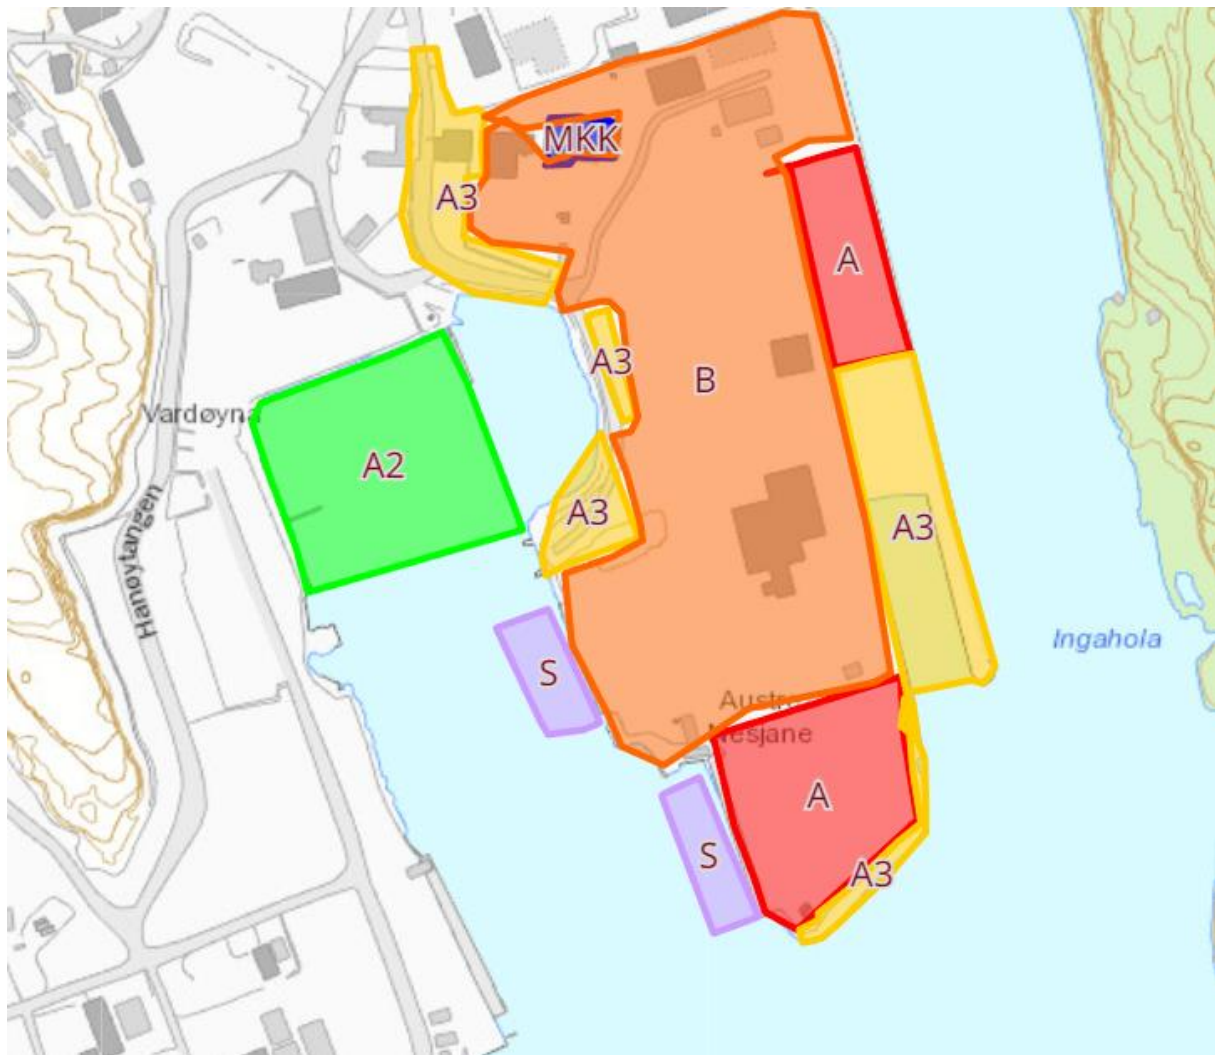 MKK
A3
A
A3
B
Vardøyna
A2
A3
A3
Hanøytangen
Ingahola
S
Austre
Nesjane
A
S
A3